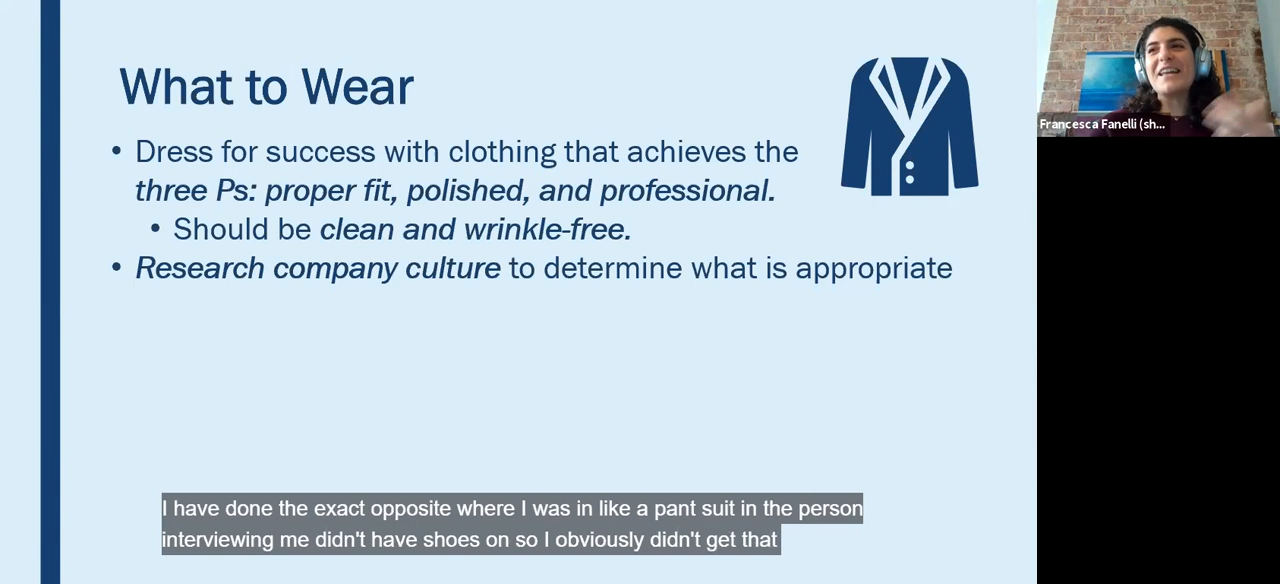 What to Wear
• Dress for success with clothing that achieves the
three Ps: proper fit, polished, and professional.
• Should be clean and wrinkle-free.
• Research company culture to determine what is appropriate
Francesca Fanelli (sh...
I have done the exact opposite where I was in like a pant suit in the person
interviewing me didn't have shoes on so I obviously didn't get that